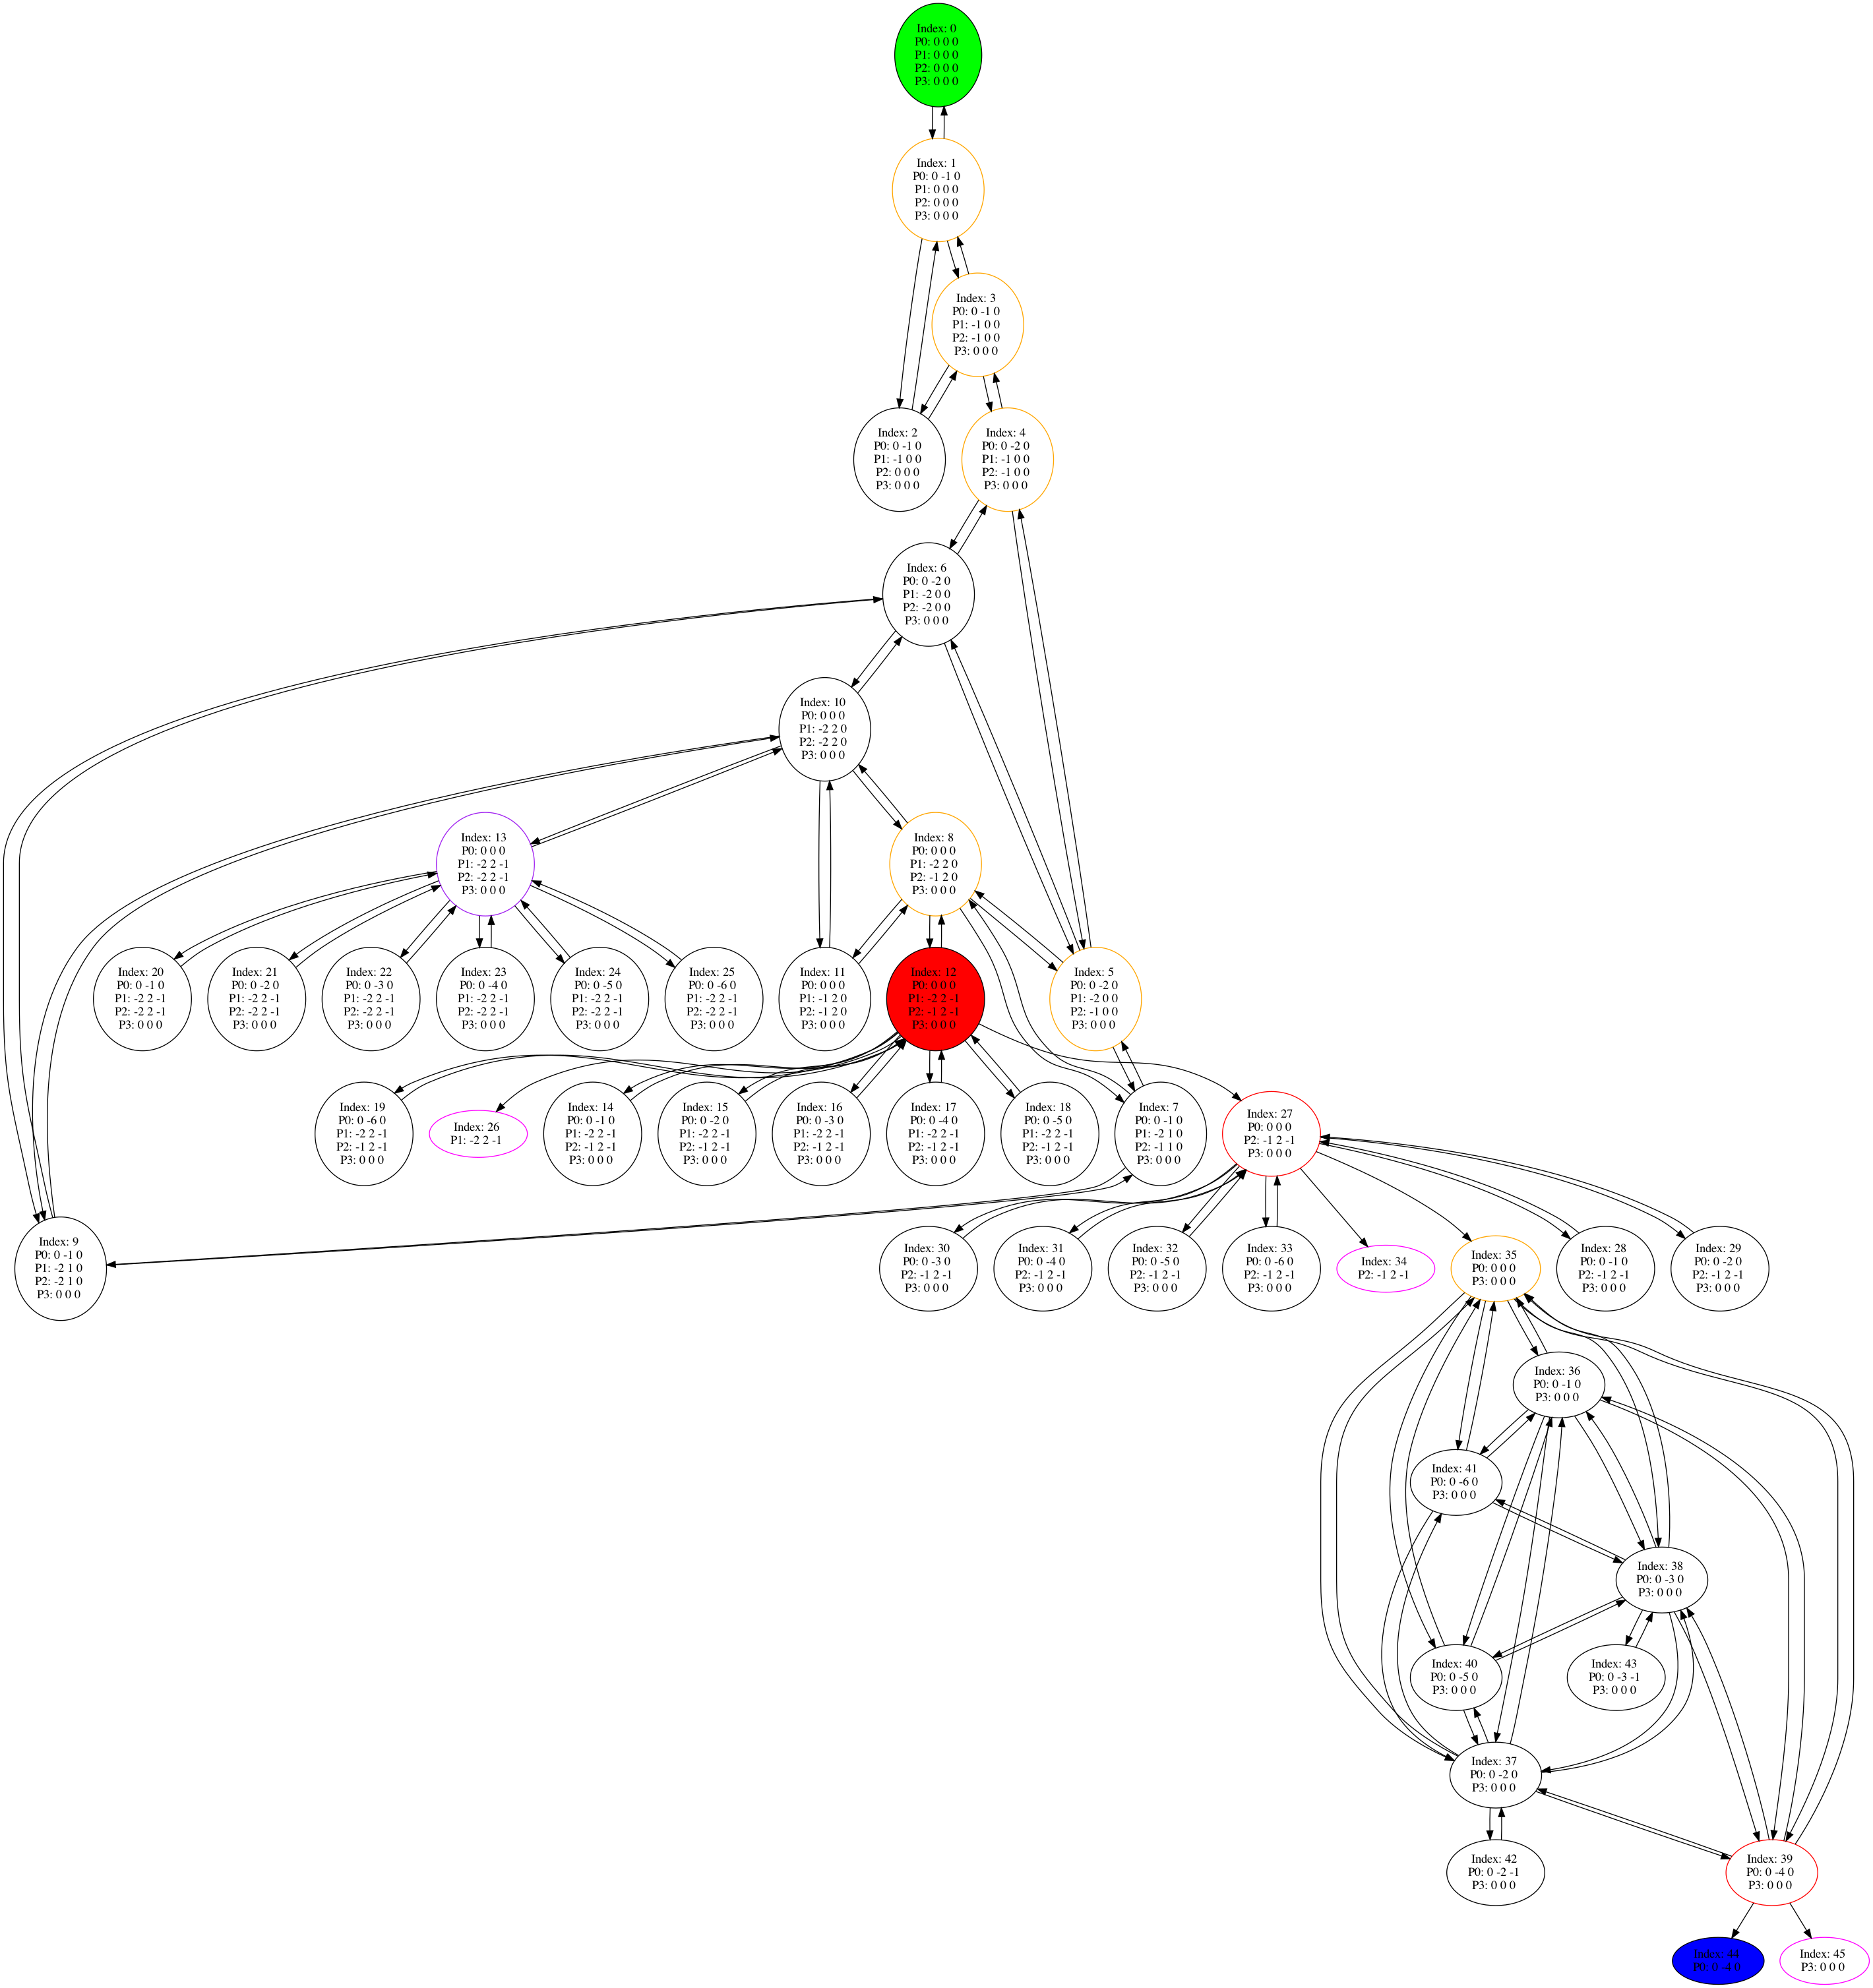 Index: 0
P0: 0 0 0
P1: 0 0 0
P2: 0 0 0
P3: 0 0 0
Index: 1
P0: 0 -1 0
P1: 0 0 0
P2: 0 0 0
P3: 0 0 0
Index: 3
P0: 0 -1 0
P1: -1 0 0
P2: -1 0 0
P3: 0 0 0
Index: 2
P0: 0 -1 0
P1: -1 0 0
P2: 0 0 0
P3: 0 0 0
Index: 4
P0: 0 -2 0
P1: -1 0 0
P2: -1 0 0
P3: 0 0 0
Index: 6
P0: 0 -2 0
P1: -2 0 0
P2: -2 0 0
P3: 0 0 0
Index: 10
P0: 0 0 0
P1: -2 2 0
P2: -2 2 0
P3: 0 0 0
Index: 13
P0: 0 0 0
P1: -2 2 -1
P2: -2 2 -1
P3: 0 0 0
Index: 8
P0: 0 0 0
P1: -2 2 0
P2: -1 2 0
P3: 0 0 0
Index: 20
P0: 0 -1 0
P1: -2 2 -1
P2: -2 2 -1
P3: 0 0 0
Index: 21
P0: 0 -2 0
P1: -2 2 -1
P2: -2 2 -1
P3: 0 0 0
Index: 22
P0: 0 -3 0
P1: -2 2 -1
P2: -2 2 -1
P3: 0 0 0
Index: 23
P0: 0 -4 0
P1: -2 2 -1
P2: -2 2 -1
P3: 0 0 0
Index: 24
P0: 0 -5 0
P1: -2 2 -1
P2: -2 2 -1
P3: 0 0 0
Index: 25
P0: 0 -6 0
P1: -2 2 -1
P2: -2 2 -1
P3: 0 0 0
Index: 11
P0: 0 0 0
P1: -1 2 0
P2: -1 2 0
P3: 0 0 0
Index: 12
P0: 0 0 0
P1: -2 2 -1
P2: -1 2 -1
P3: 0 0 0
Index: 5
P0: 0 -2 0
P1: -2 0 0
P2: -1 0 0
P3: 0 0 0
Index: 19
P0: 0 -6 0
P1: -2 2 -1
P2: -1 2 -1
P3: 0 0 0
Index: 26
P1: -2 2 -1
Index: 14
P0: 0 -1 0
P1: -2 2 -1
P2: -1 2 -1
P3: 0 0 0
Index: 15
P0: 0 -2 0
P1: -2 2 -1
P2: -1 2 -1
P3: 0 0 0
Index: 16
P0: 0 -3 0
P1: -2 2 -1
P2: -1 2 -1
P3: 0 0 0
Index: 17
P0: 0 -4 0
P1: -2 2 -1
P2: -1 2 -1
P3: 0 0 0
Index: 18
P0: 0 -5 0
P1: -2 2 -1
P2: -1 2 -1
P3: 0 0 0
Index: 7
P0: 0 -1 0
P1: -2 1 0
P2: -1 1 0
P3: 0 0 0
Index: 27
P0: 0 0 0
P2: -1 2 -1
P3: 0 0 0
Index: 9
P0: 0 -1 0
P1: -2 1 0
P2: -2 1 0
P3: 0 0 0
Index: 30
P0: 0 -3 0
P2: -1 2 -1
P3: 0 0 0
Index: 31
P0: 0 -4 0
P2: -1 2 -1
P3: 0 0 0
Index: 32
P0: 0 -5 0
P2: -1 2 -1
P3: 0 0 0
Index: 33
P0: 0 -6 0
P2: -1 2 -1
P3: 0 0 0
Index: 34
P2: -1 2 -1
Index: 35
P0: 0 0 0
P3: 0 0 0
Index: 28
P0: 0 -1 0
P2: -1 2 -1
P3: 0 0 0
Index: 29
P0: 0 -2 0
P2: -1 2 -1
P3: 0 0 0
Index: 36
P0: 0 -1 0
P3: 0 0 0
Index: 41
P0: 0 -6 0
P3: 0 0 0
Index: 38
P0: 0 -3 0
P3: 0 0 0
Index: 40
P0: 0 -5 0
P3: 0 0 0
Index: 43
P0: 0 -3 -1
P3: 0 0 0
Index: 37
P0: 0 -2 0
P3: 0 0 0
Index: 42
P0: 0 -2 -1
P3: 0 0 0
Index: 39
P0: 0 -4 0
P3: 0 0 0
Index: 44
P0: 0 -4 0
Index: 45
P3: 0 0 0